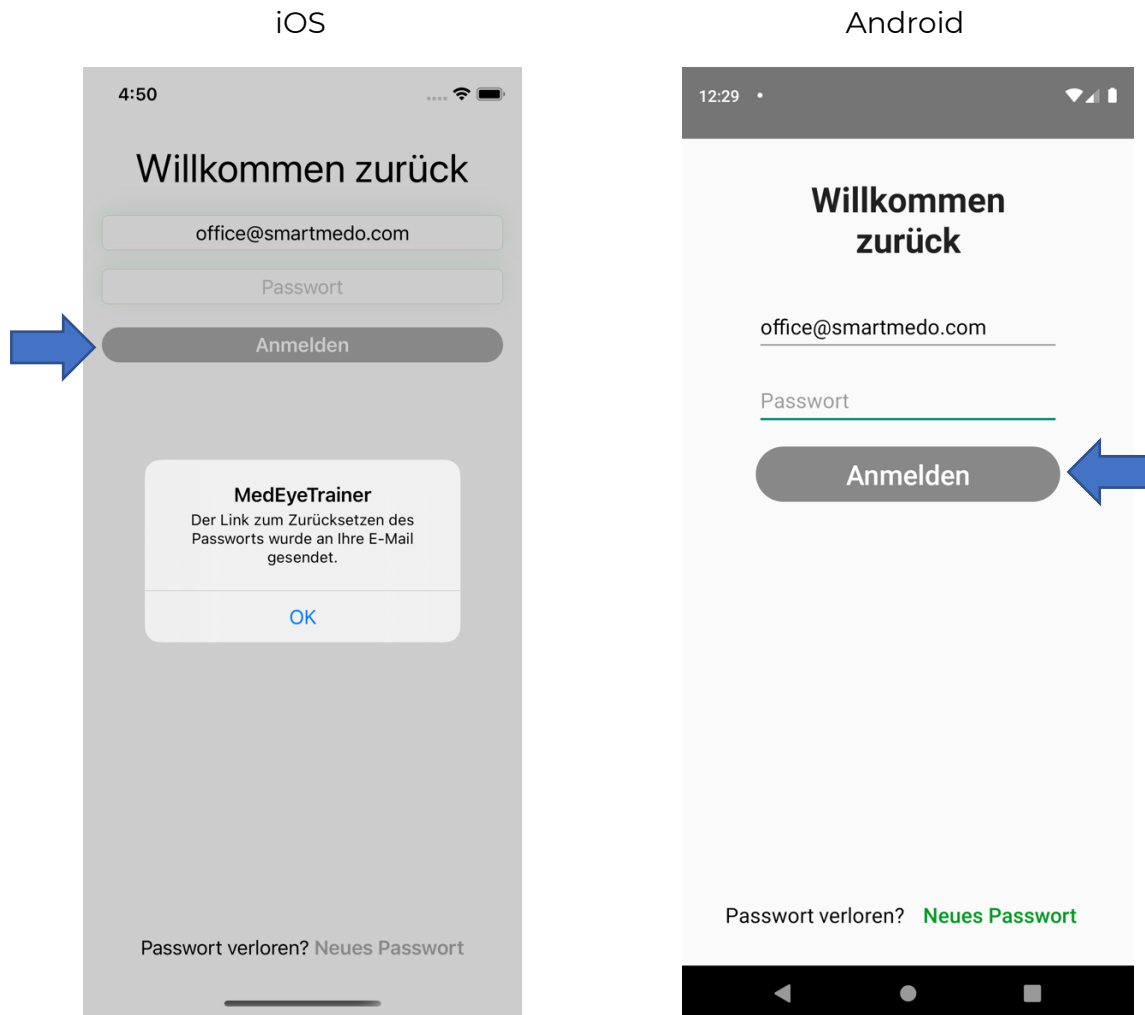 iOS
4:50
Willkommen zurück
office@smartmedo.com
Passwort
Anmelden
MedEyeTrainer
Der Link zum Zurücksetzen des
Passworts wurde an Ihre E-Mail
gesendet.
OK
Passwort verloren? Neues Passwort
Android
12:29
Willkommen
zurück
office@smartmedo.com
Passwort
Anmelden
Passwort verloren? Neues Passwort